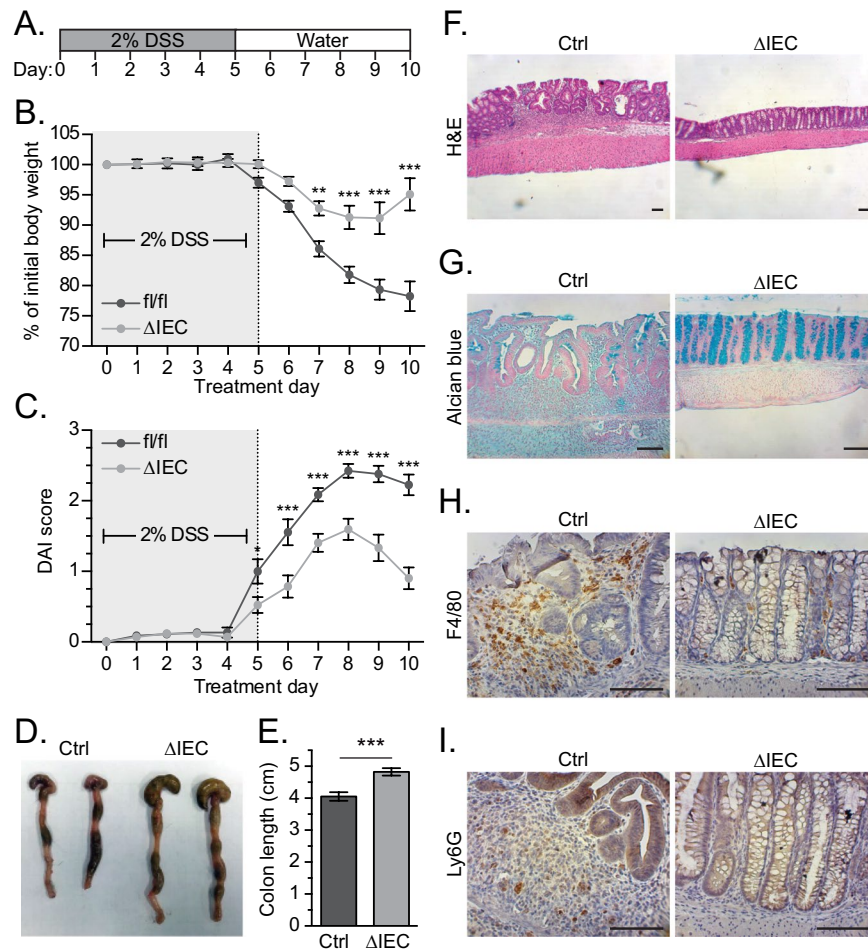 A.
2% DSS Water
Day: 0 1 2 3 4 5 6 7 8 9 10
B.
105
100
95
90
85
80
75
70
% of initial body weight
** *** *** ***
2% DSS
fl/fl
ΔIEC
0 1 2 3 4 5 6 7 8 9 10
Treatment day
C.
3
2
1
0
DAI score
fl/fl
ΔIEC
2% DSS
* *** *** *** *** ***
0 1 2 3 4 5 6 7 8 9 10
Treatment day
D.
Ctrl ΔIEC
E.
***
5
4
3
2
1
0
Colon length (cm)
Ctrl ΔIEC
F.
Ctrl ΔIEC
H&E
G.
Ctrl ΔIEC
Alcian blue
H.
Ctrl ΔIEC
F4/80
I.
Ctrl ΔIEC
Ly6G